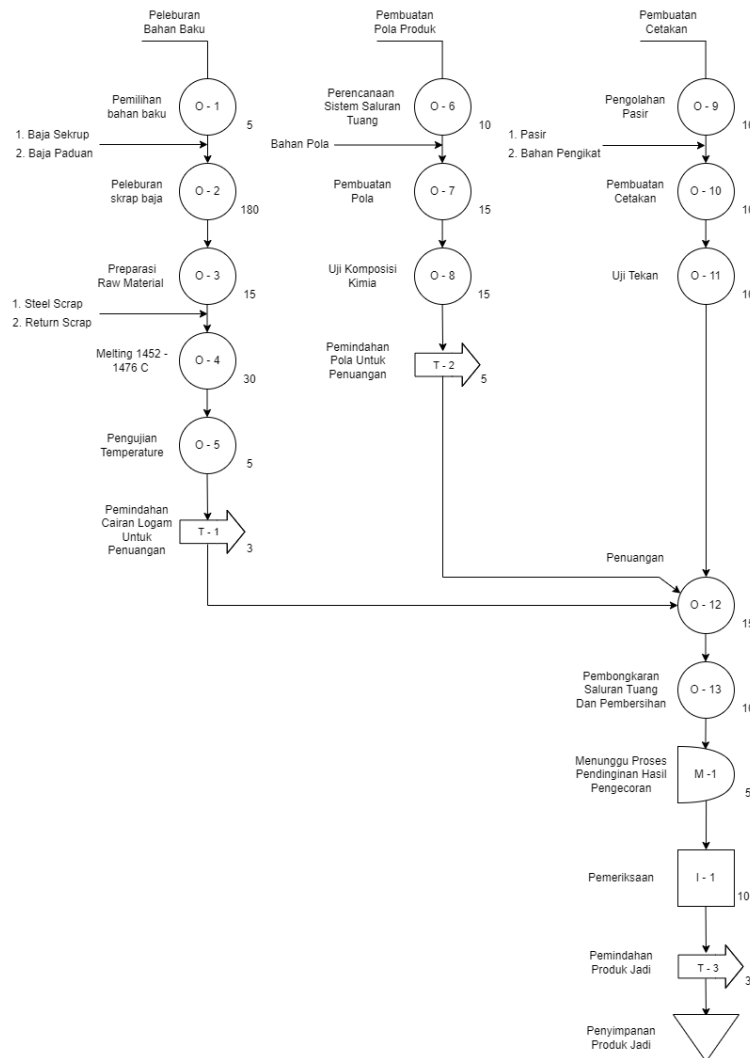 Peleburan
Bahan Baku
Pemilihan
bahan baku
O - 1
5
1. Baja Sekrup
2. Baja Paduan
Peleburan
skrap baja
O - 2
180
Preparasi
Raw Material
O - 3
15
1. Steel Scrap
2. Return Scrap
Melting 1452 -
1476 C
O - 4
30
Pengujian
Temperature
O - 5
5
Pemindahan
Cairan Logam
Untuk
Penuangan
T - 1
3
Pembuatan
Pola Produk
Perencanaan
Sistem Saluran
Tuang
O - 6
10
Bahan Pola
Pembuatan
Pola
O - 7
15
Uji Komposisi
Kimia
O - 8
15
Pemindahan
Pola Untuk
Penuangan
T - 2
5
Pembuatan
Cetakan
Pengolahan
Pasir
O - 9
1. Pasir
2. Bahan Pengikat
Pembuatan
Cetakan
O - 10
Uji Tekan
O - 11
Penuangan
O - 12
15
Pembongkaran
Saluran Tuang
Dan Pembersihan
O - 13
Menunggu Proses
Pendinginan Hasil
Pengecoran
M -1
5
Pemeriksaan
I - 1
10
Pemindahan
Produk Jadi
T - 3
3
Penyimpanan
Produk Jadi